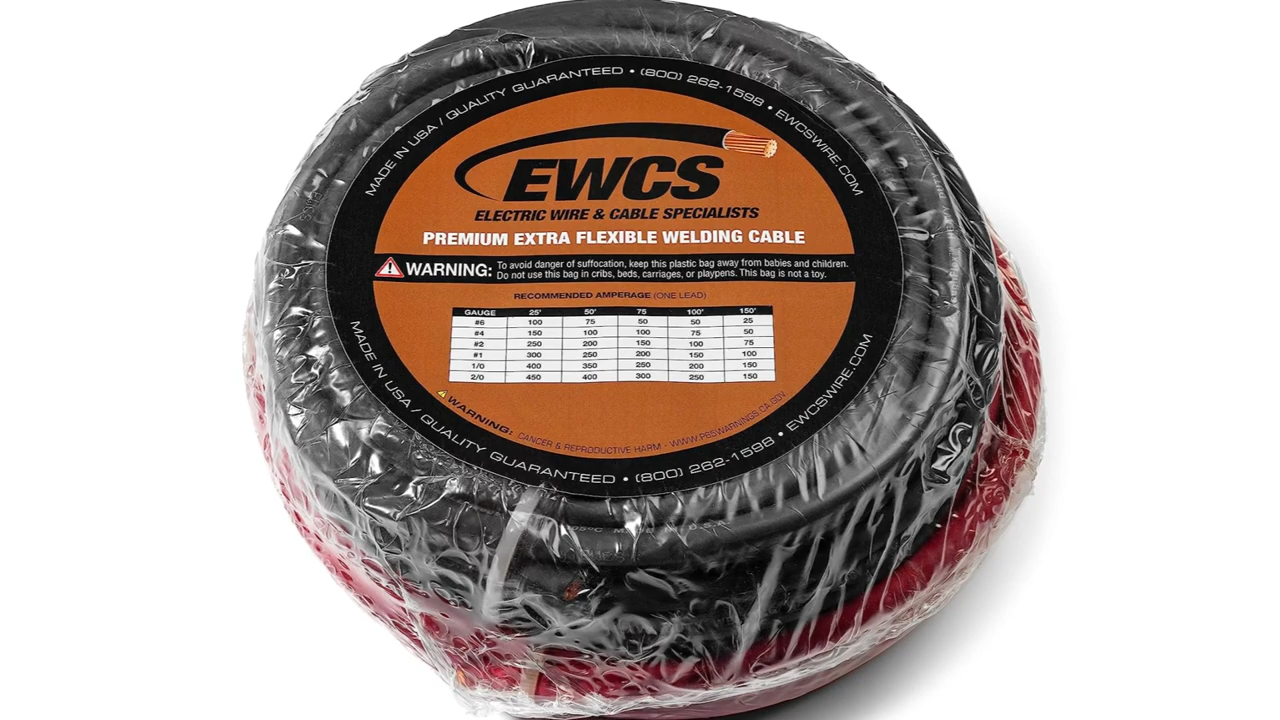 MADE IN USA / QUALITY GUARANTEED • (800) 262-1598 • EWCSWIRE.COM
EWCS
ELECTRIC WIRE & CABLE SPECIALISTS
PREMIUM EXTRA FLEXIBLE WELDING CABLE
WARNING: To avoid danger of suffocation, keep this plastic bag away from babies and children.
Do not use this bag in cribs, beds, carriages, or playpens. This bag is not a toy.
RECOMMENDED AMPERAGE (ONE LEAD)
GAUGE 25' 50' 75 100' 150'
#6 100 75 50 50 25
#4 150 100 100 75 50
#2 250 200 150 100 75
#1 300 250 200 150 100
1/0 400 350 250 200 150
2/0 450 400 300 250 150
WARNING: CANCER & REPRODUCTIVE HARM - WWW.P65WARNINGS.CA.GOV
MADE IN USA / QUALITY GUARANTEED • (800) 262-1598 • EWCSWIRE.COM
MADE IN U.S.A.